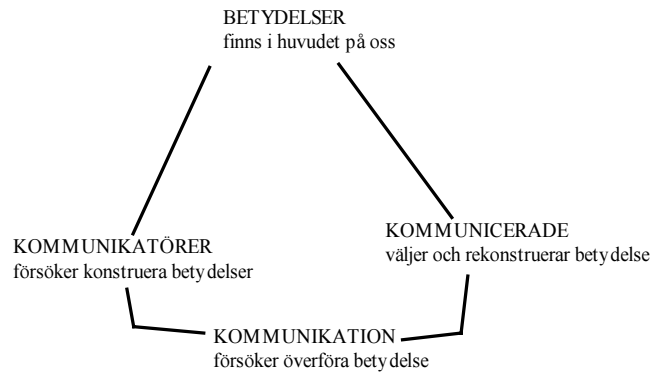 BETYDELSER
finns i huvudet på oss
KOMMUNIKATÖRER
försöker konstruera betydelser
KOMMUNICERADE
väljer och rekonstruerar betydelse
KOMMUNIKATION
försöker överföra betydelse